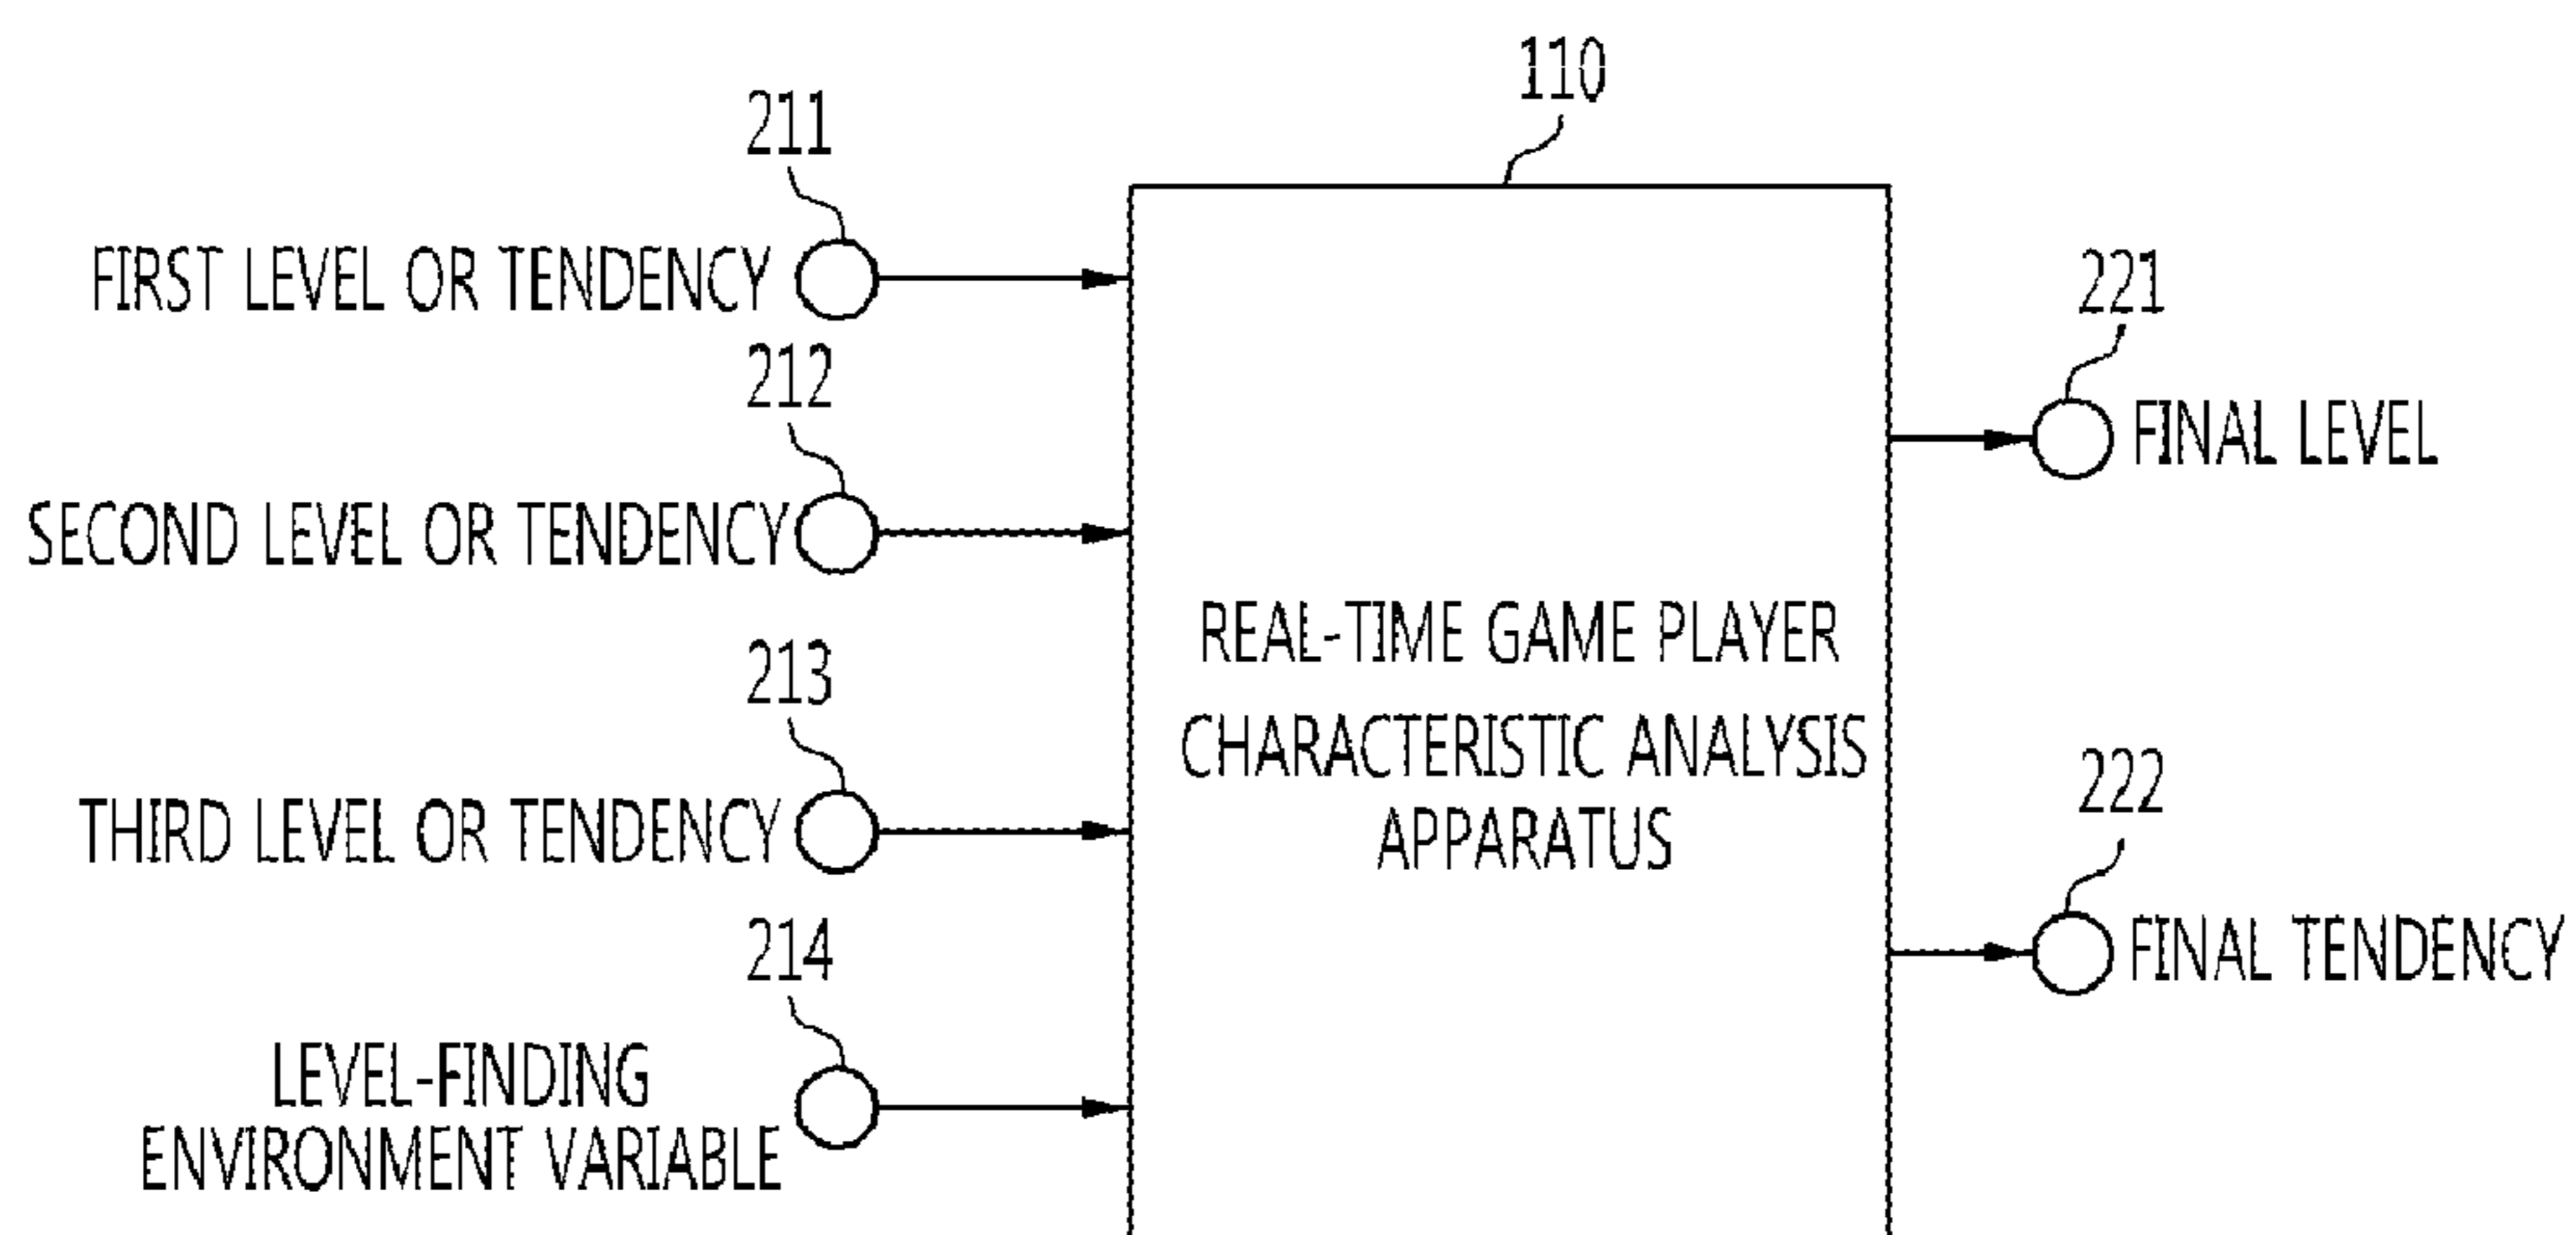 110
211
FIRST LEVEL OR TENDENCY
221
FINAL LEVEL
212
SECOND LEVEL OR TENDENCY
REAL-TIME GAME PLAYER
CHARACTERISTIC ANALYSIS
APPARATUS
213
THIRD LEVEL OR TENDENCY
222
FINAL TENDENCY
214
LEVEL-FINDING
ENVIRONMENT VARIABLE